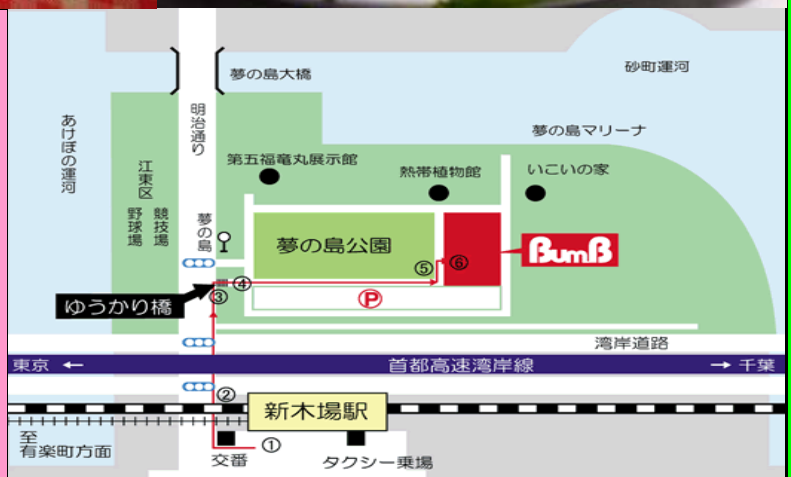 夢の島大橋
砂町運河
あけぼの運河
明治通り
夢の島マリーナ
第五福竜丸展示館
熱帯植物館
いこいの家
江東区
野球場
競技場
夢の島
夢の島公園
BumB
⑤
⑥
④
③
P
ゆうかり橋
湾岸道路
東京 ←
首都高速湾岸線
→ 千葉
②
新木場駅
①
至
有楽町方面
交番
タクシー乗場